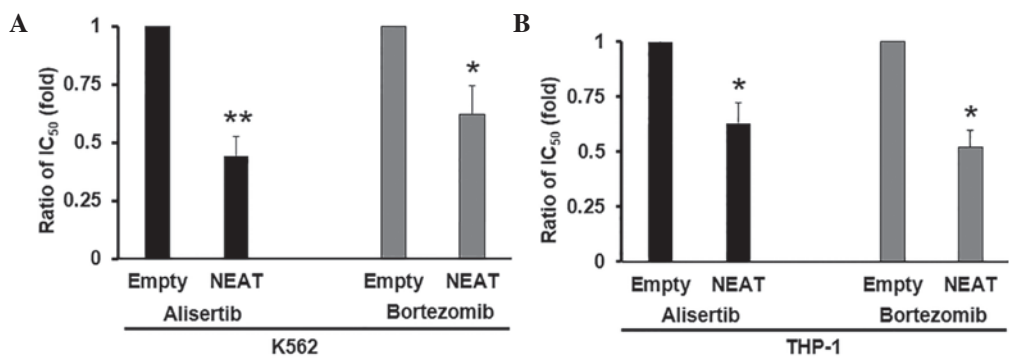 A
Ratio of IC50 (fold)
1
0.75
0.5
0.25
0
**
*
Empty NEAT Empty NEAT
Alisertib Bortezomib
K562
B
Ratio of IC50 (fold)
1
0.75
0.5
0.25
0
*
*
Empty NEAT Empty NEAT
Alisertib Bortezomib
THP-1